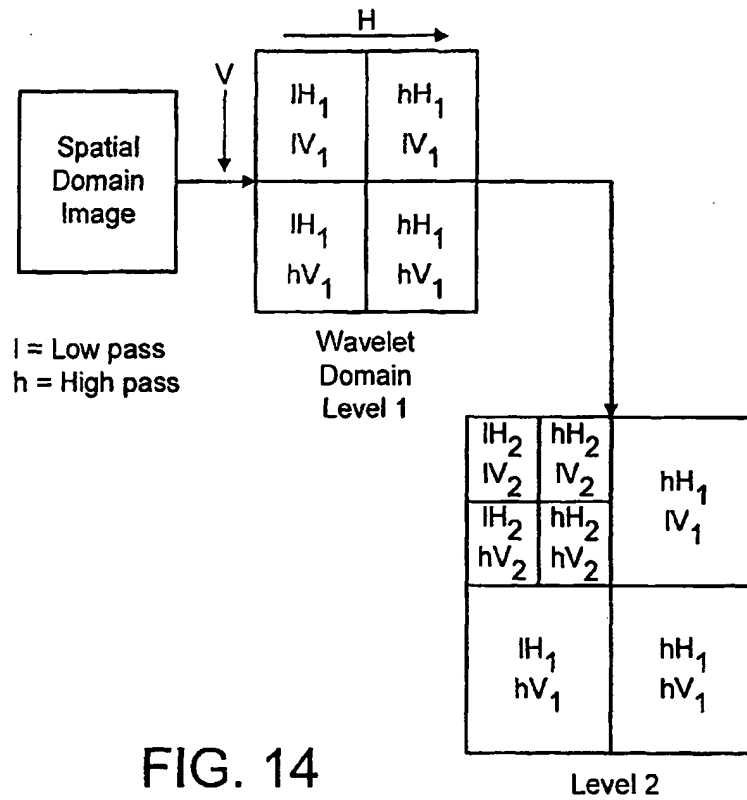 H
V
Spatial
Domain
Image
lH₁ hH₁
lV₁ lV₁
lH₁ hH₁
hV₁ hV₁
l = Low pass
h = High pass
Wavelet
Domain
Level 1
lH₂ hH₂
lV₂ lV₂
hH₁
lV₁
lH₂ hH₂
hV₂ hV₂
lH₁ hH₁
hV₁ hV₁
FIG. 14
Level 2